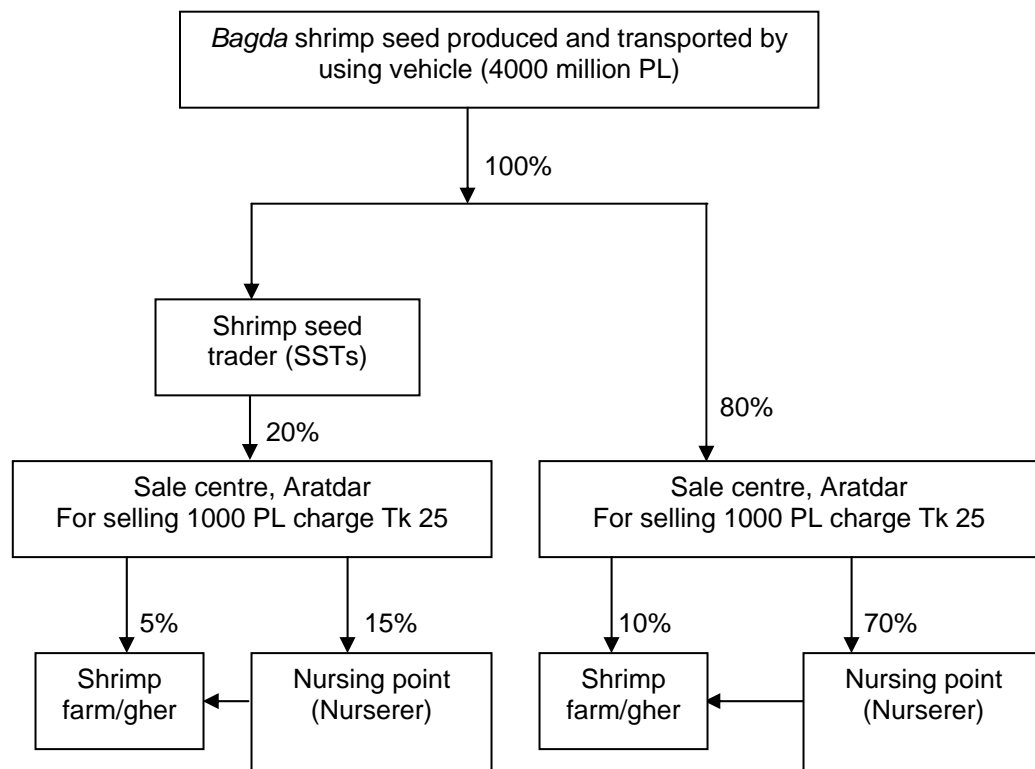 Bagda shrimp seed produced and transported by
using vehicle (4000 million PL)
100%
Shrimp seed
trader (SSTs)
80%
20%
Sale centre, Aratdar
For selling 1000 PL charge Tk 25
Sale centre, Aratdar
For selling 1000 PL charge Tk 25
5%
15%
10%
70%
Shrimp
farm/gher
Nursing point
(Nurserer)
Shrimp
farm/gher
Nursing point
(Nurserer)